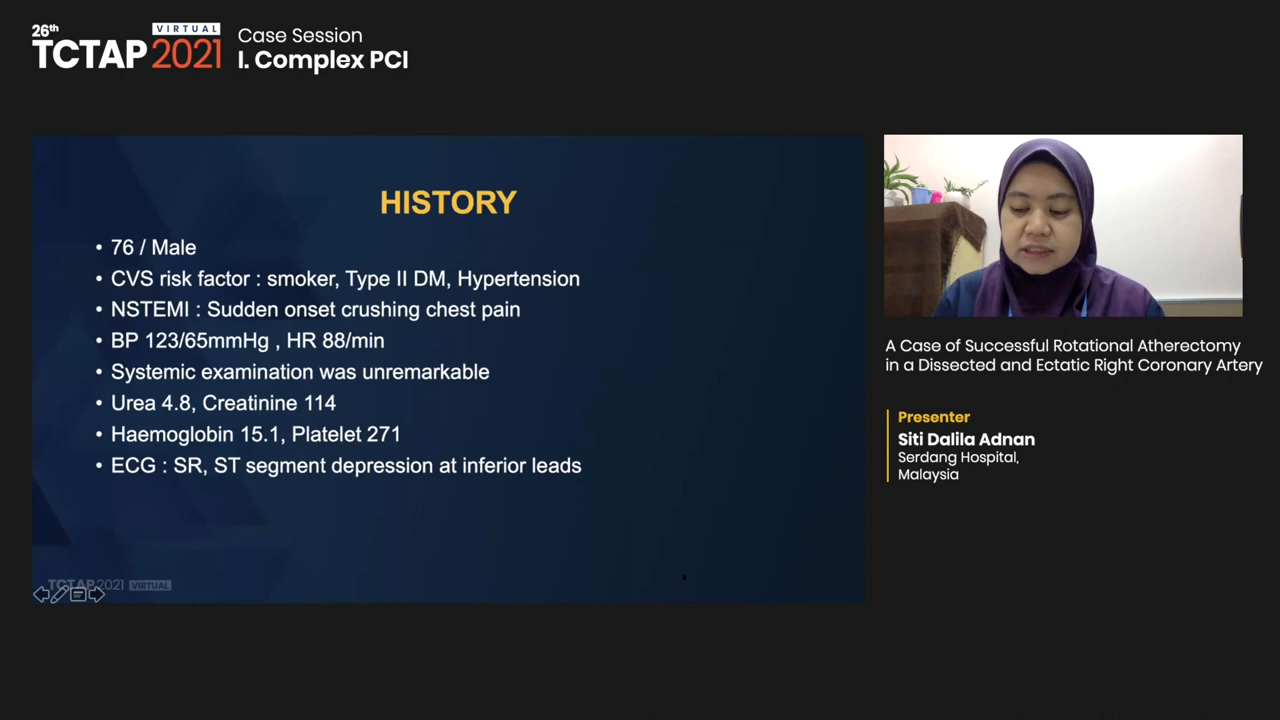 26th
VIRTUAL
TCTAP 2021
Case Session
I. Complex PCI
HISTORY
• 76 / Male
• CVS risk factor : smoker, Type II DM, Hypertension
• NSTEMI : Sudden onset crushing chest pain
• BP 123/65mmHg , HR 88/min
• Systemic examination was unremarkable
• Urea 4.8, Creatinine 114
• Haemoglobin 15.1, Platelet 271
• ECG : SR, ST segment depression at inferior leads
TCTAP 2021 VIRTUAL
A Case of Successful Rotational Atherectomy
in a Dissected and Ectatic Right Coronary Artery
Presenter
Siti Dalila Adnan
Serdang Hospital,
Malaysia